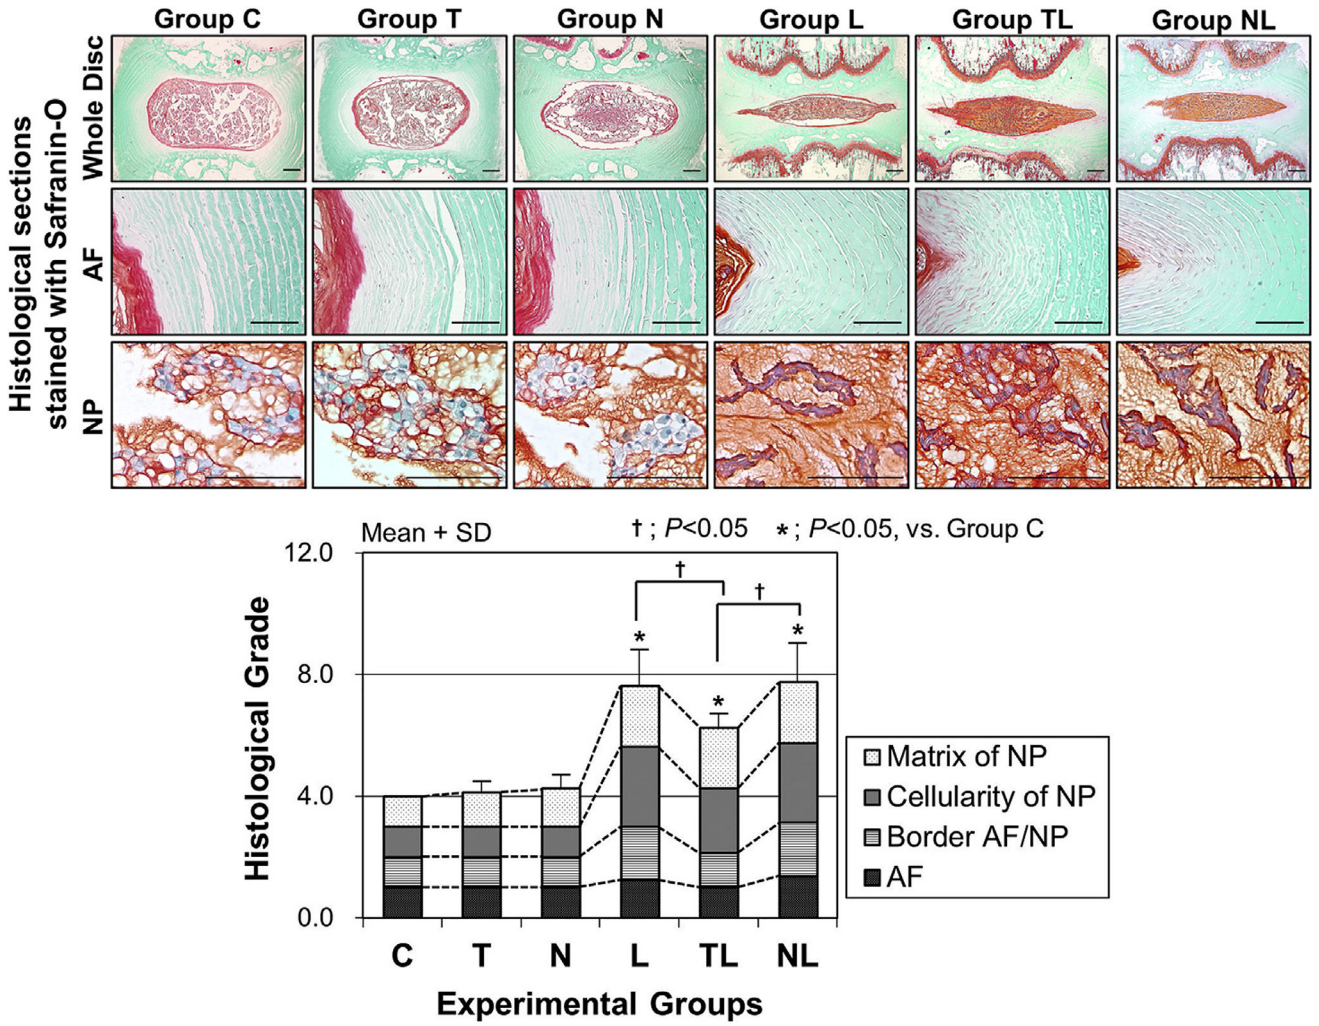 Group C Group T Group N Group L Group TL Group NL
Histological sections
stained with Safranin-O
Whole Disc
AF
NP
Mean + SD
† ; P<0.05 * ; P<0.05, vs. Group C
Histological Grade
12.0
8.0
4.0
0.0
†
†
*
*
*
Matrix of NP
Cellularity of NP
Border AF/NP
AF
C T N L TL NL
Experimental Groups